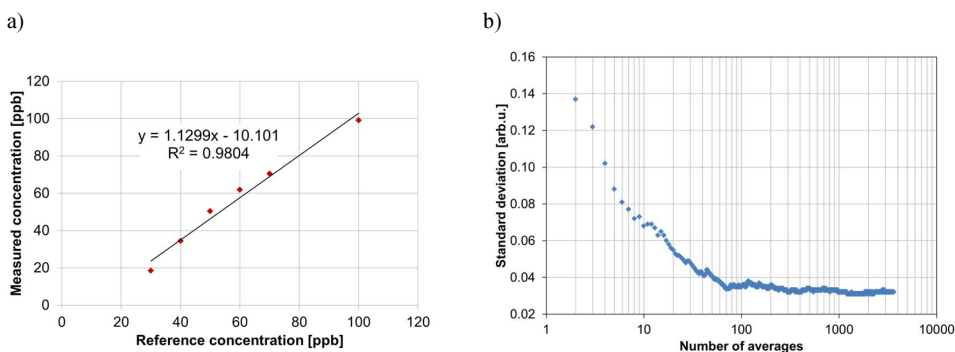 a)
Measured concentration [ppb]
120
100
80
60
40
20
0
y = 1.1299x - 10.101
R² = 0.9804
0 20 40 60 80 100 120
Reference concentration [ppb]
b)
Standard deviation [arb.u.]
0.16
0.14
0.12
0.10
0.08
0.06
0.04
0.02
1 10 100 1000 10000
Number of averages